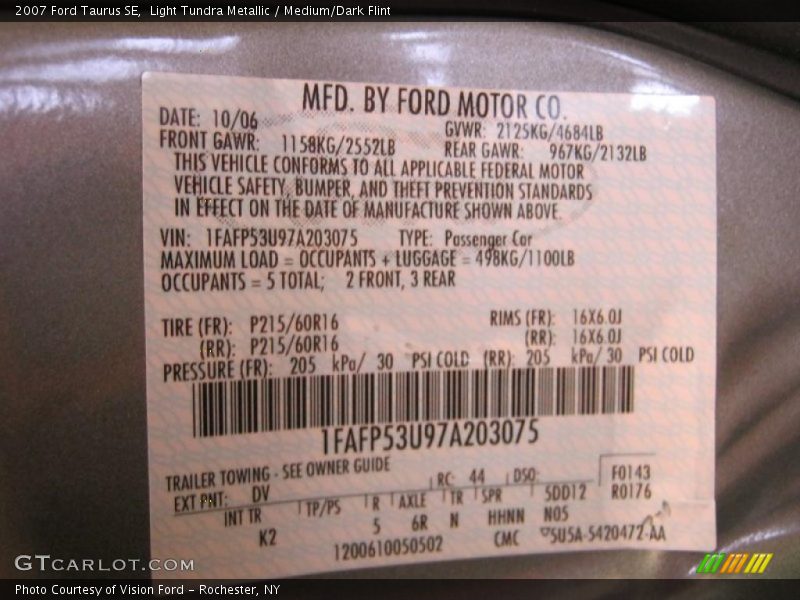 2007 Ford Taurus SE, Light Tundra Metallic / Medium/Dark Flint
MFD. BY FORD MOTOR CO.
DATE: 10/06 GVWR: 2125KG/4684LB
FRONT GAWR: 1158KG/2552LB REAR GAWR: 967KG/2132LB
THIS VEHICLE CONFORMS TO ALL APPLICABLE FEDERAL MOTOR
VEHICLE SAFETY, BUMPER, AND THEFT PREVENTION STANDARDS
IN EFFECT ON THE DATE OF MANUFACTURE SHOWN ABOVE.
VIN: 1FAFP53U97A203075 TYPE: Passenger Car
MAXIMUM LOAD = OCCUPANTS + LUGGAGE = 498KG/1100LB
OCCUPANTS = 5 TOTAL; 2 FRONT, 3 REAR
TIRE (FR): P215/60R16 RIMS (FR): 16X6.0J
(RR): P215/60R16 (RR): 16X6.0J
PRESSURE (FR): 205 kPa/ 30 PSI COLD (RR): 205 kPa/ 30 PSI COLD
1FAFP53U97A203075
TRAILER TOWING - SEE OWNER GUIDE
EXT PNT: DV RC: 44 DSO: F0143
INT TR TP/PS R AXLE TR SPR 5DD12 R0176
K2 5 6R N HHNN N05
1200610050502 CMC 5U5A-5420472-AA
GTCARLOT.COM
Photo Courtesy of Vision Ford - Rochester, NY